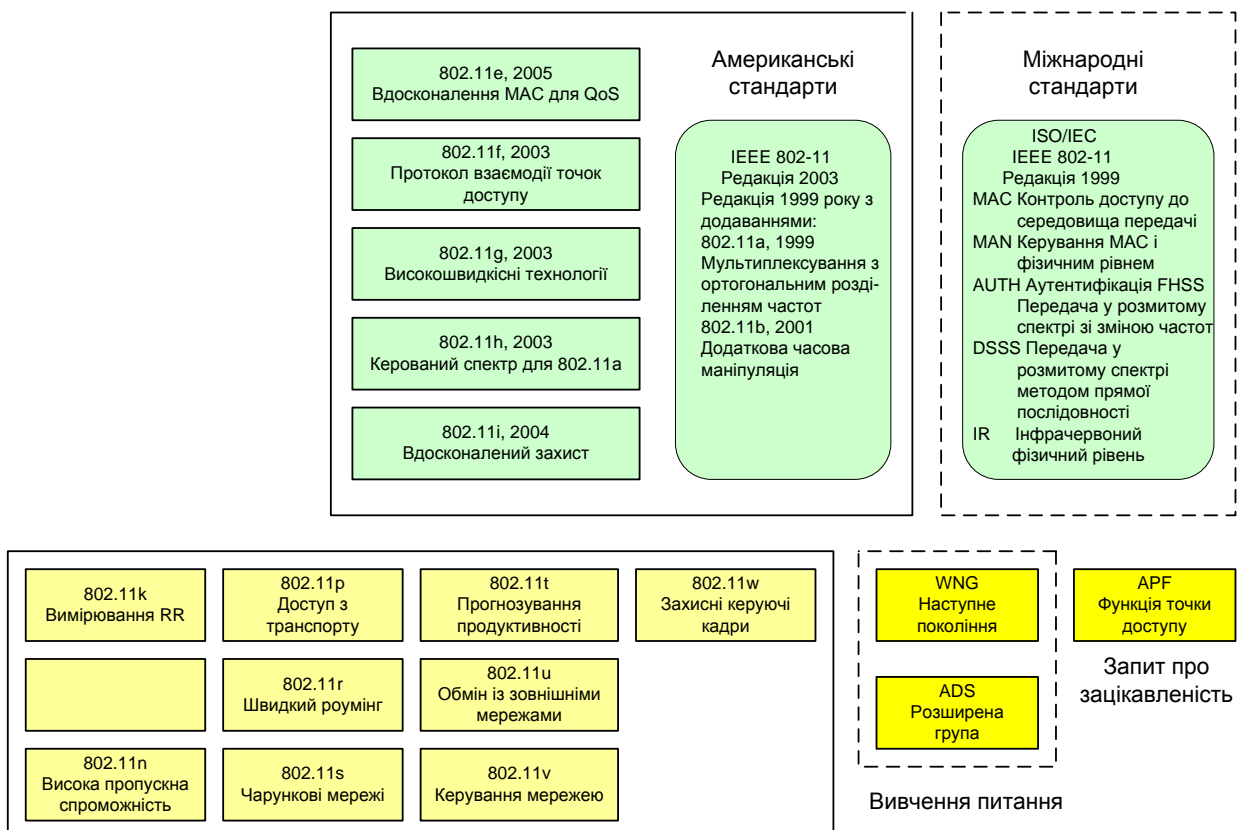 802.11e, 2005
Вдосконалення MAC для QoS
802.11f, 2003
Протокол взаємодії точок
доступу
802.11g, 2003
Високошвидкісні технології
802.11h, 2003
Керований спектр для 802.11a
802.11i, 2004
Вдосконалений захист
Американські
стандарти
IEEE 802-11
Редакція 2003
Редакція 1999 року з
додаваннями:
802.11a, 1999
Мультиплексування з
ортогональним розді-
ленням частот
802.11b, 2001
Додаткова часова
маніпуляція
Міжнародні
стандарти
ISO/IEC
IEEE 802-11
Редакція 1999
MAC Контроль доступу до
середовища передачі
MAN Керування MAC і
фізичним рівнем
AUTH Аутентифікація FHSS
Передача у розмитому
спектрі зі зміною частот
DSSS Передача у
розмитому спектрі
методом прямої
послідовності
IR Інфрачервоний
фізичний рівень
802.11k
Вимірювання RR
802.11p
Доступ з
транспорту
802.11t
Прогнозування
продуктивності
802.11w
Захисні керуючі
кадри
802.11r
Швидкий роумінг
802.11u
Обмін із зовнішніми
мережами
802.11n
Висока пропускна
спроможність
802.11s
Чарункові мережі
802.11v
Керування мережею
WNG
Наступне
покоління
ADS
Розширена
група
Вивчення питання
APF
Функція точки
доступу
Запит про
зацікавленість